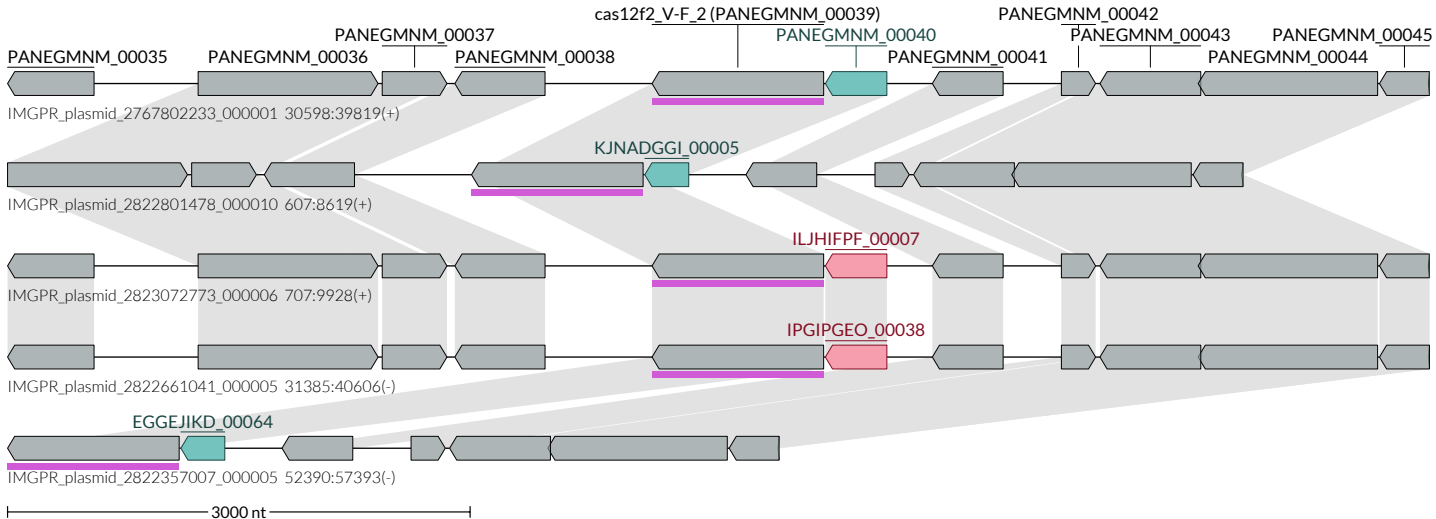 cas12f2_V-F_2 (PANEGMNM_00039) PANEGMNM_00042
PANEGMNM_00037 PANEGMNM_00040 PANEGMNM_00043 PANEGMNM_00045
PANEGMNM_00035 PANEGMNM_00036 PANEGMNM_00038 PANEGMNM_00041 PANEGMNM_00044
IMGPR_plasmid_2767802233_000001 30598:39819(+)
KJNADGGI_00005
IMGPR_plasmid_2822801478_000010 607:8619(+)
ILJHIFPF_00007
IMGPR_plasmid_2823072773_000006 707:9928(+)
IPGIPGEO_00038
IMGPR_plasmid_2822661041_000005 31385:40606(-)
EGGEJIKD_00064
IMGPR_plasmid_2822357007_000005 52390:57393(-)
3000 nt